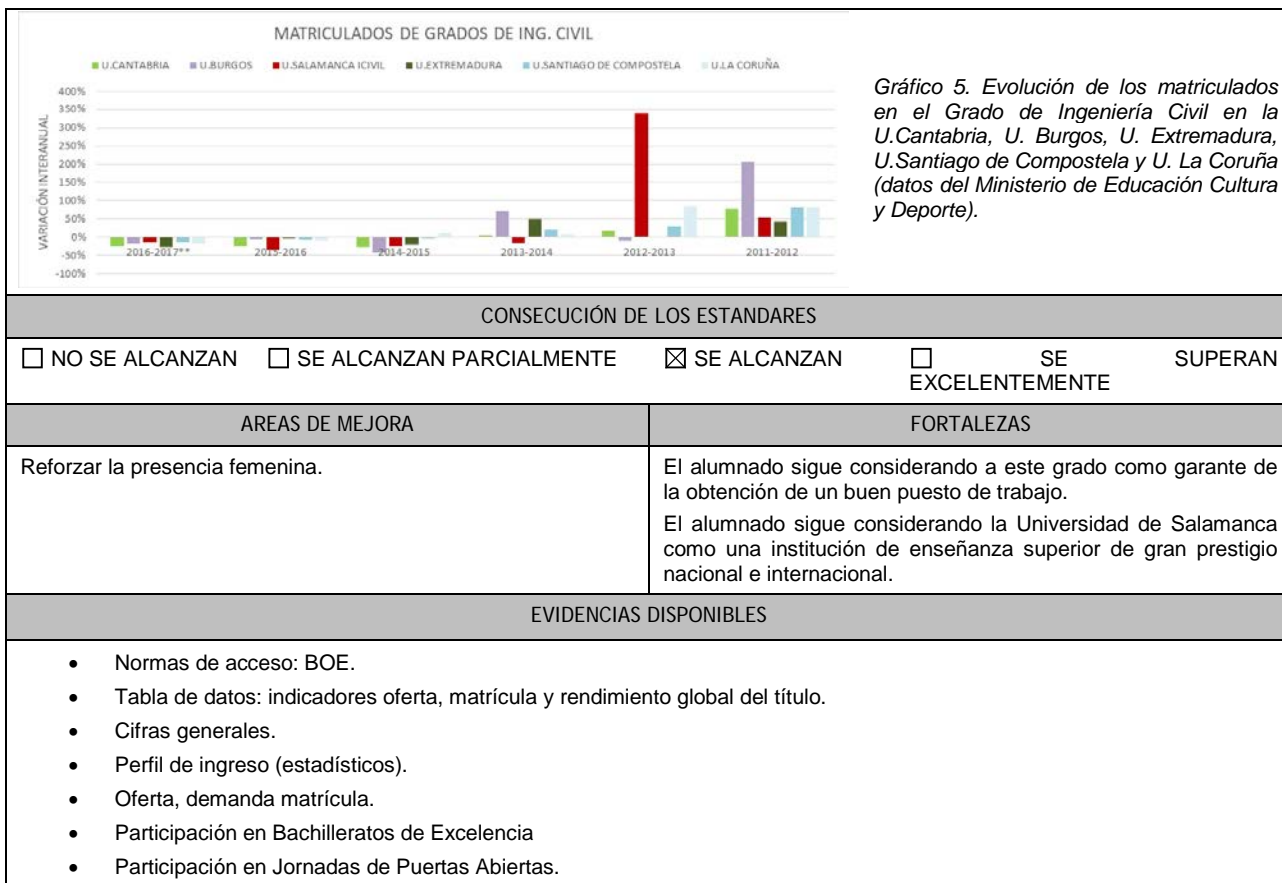 MATRICULADOS DE GRADOS DE ING. CIVIL
U.CANTABRIA U.BURGOS U.SALAMANCA ICIVIL U.EXTREMADURA U.SANTIAGO DE COMPOSTELA U.LA CORUÑA
VARIACIÓN INTERANUAL
400%
350%
300%
250%
200%
150%
100%
50%
0%
-50%
-100%
2016-2017** 2015-2016 2014-2015 2013-2014 2012-2013 2011-2012
Gráfico 5. Evolución de los matriculados
en el Grado de Ingeniería Civil en la
U.Cantabria, U. Burgos, U. Extremadura,
U.Santiago de Compostela y U. La Coruña
(datos del Ministerio de Educación Cultura
y Deporte).
CONSECUCIÓN DE LOS ESTANDARES
☐ NO SE ALCANZAN ☐ SE ALCANZAN PARCIALMENTE ☒ SE ALCANZAN ☐ SE SUPERAN
EXCELENTEMENTE
AREAS DE MEJORA
FORTALEZAS
Reforzar la presencia femenina.
El alumnado sigue considerando a este grado como garante de
la obtención de un buen puesto de trabajo.
El alumnado sigue considerando la Universidad de Salamanca
como una institución de enseñanza superior de gran prestigio
nacional e internacional.
EVIDENCIAS DISPONIBLES
• Normas de acceso: BOE.
• Tabla de datos: indicadores oferta, matrícula y rendimiento global del título.
• Cifras generales.
• Perfil de ingreso (estadísticos).
• Oferta, demanda matrícula.
• Participación en Bachilleratos de Excelencia
• Participación en Jornadas de Puertas Abiertas.